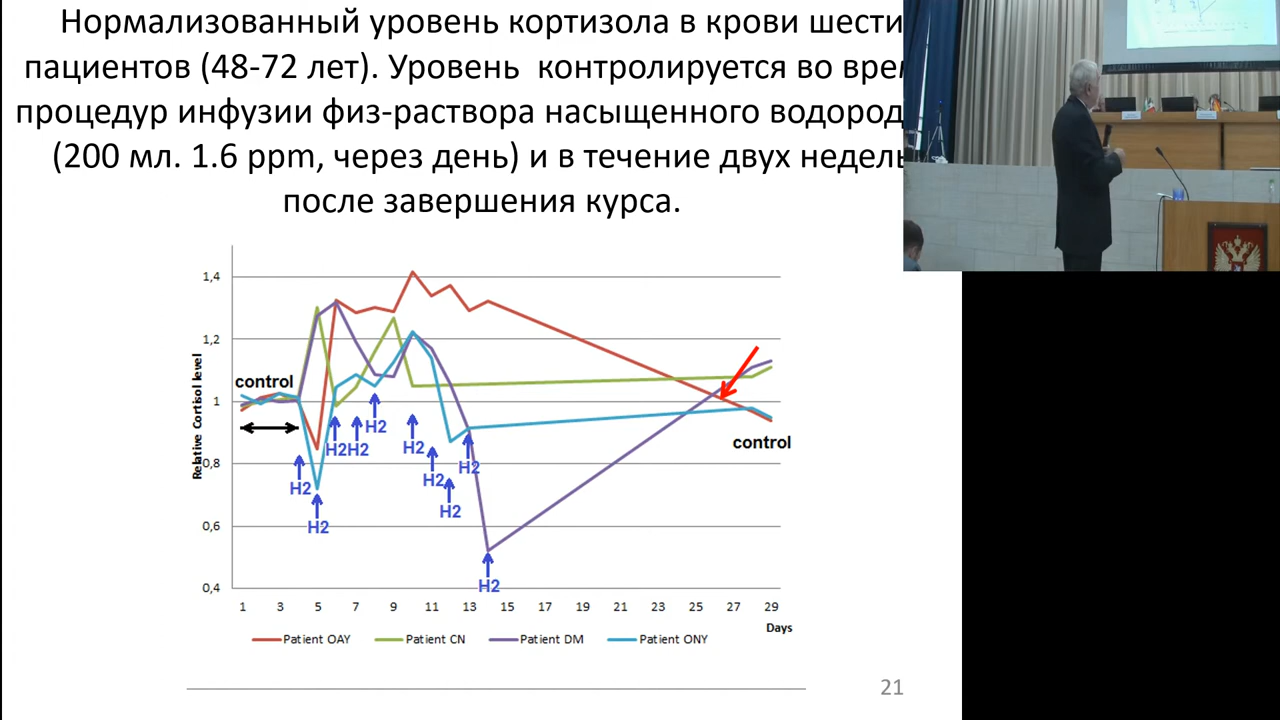 Нормализованный уровень кортизола в крови шести
пациентов (48-72 лет). Уровень контролируется во
процедур инфузии физ-раствора насыщенного
(200 мл. 1.6 ppm, через день) и в течение двух недель
после завершения курса.
1,4
1,2
1
0,8
0,6
0,4
Relative Cortisol level
control
H2
H2
H2
H2
H2
H2
H2
H2
H2
H2
control
1 3 5 7 9 11 13 15 17 19 21 23 25 27 29
Days
Patient OAY Patient CN Patient DM Patient ONY
21